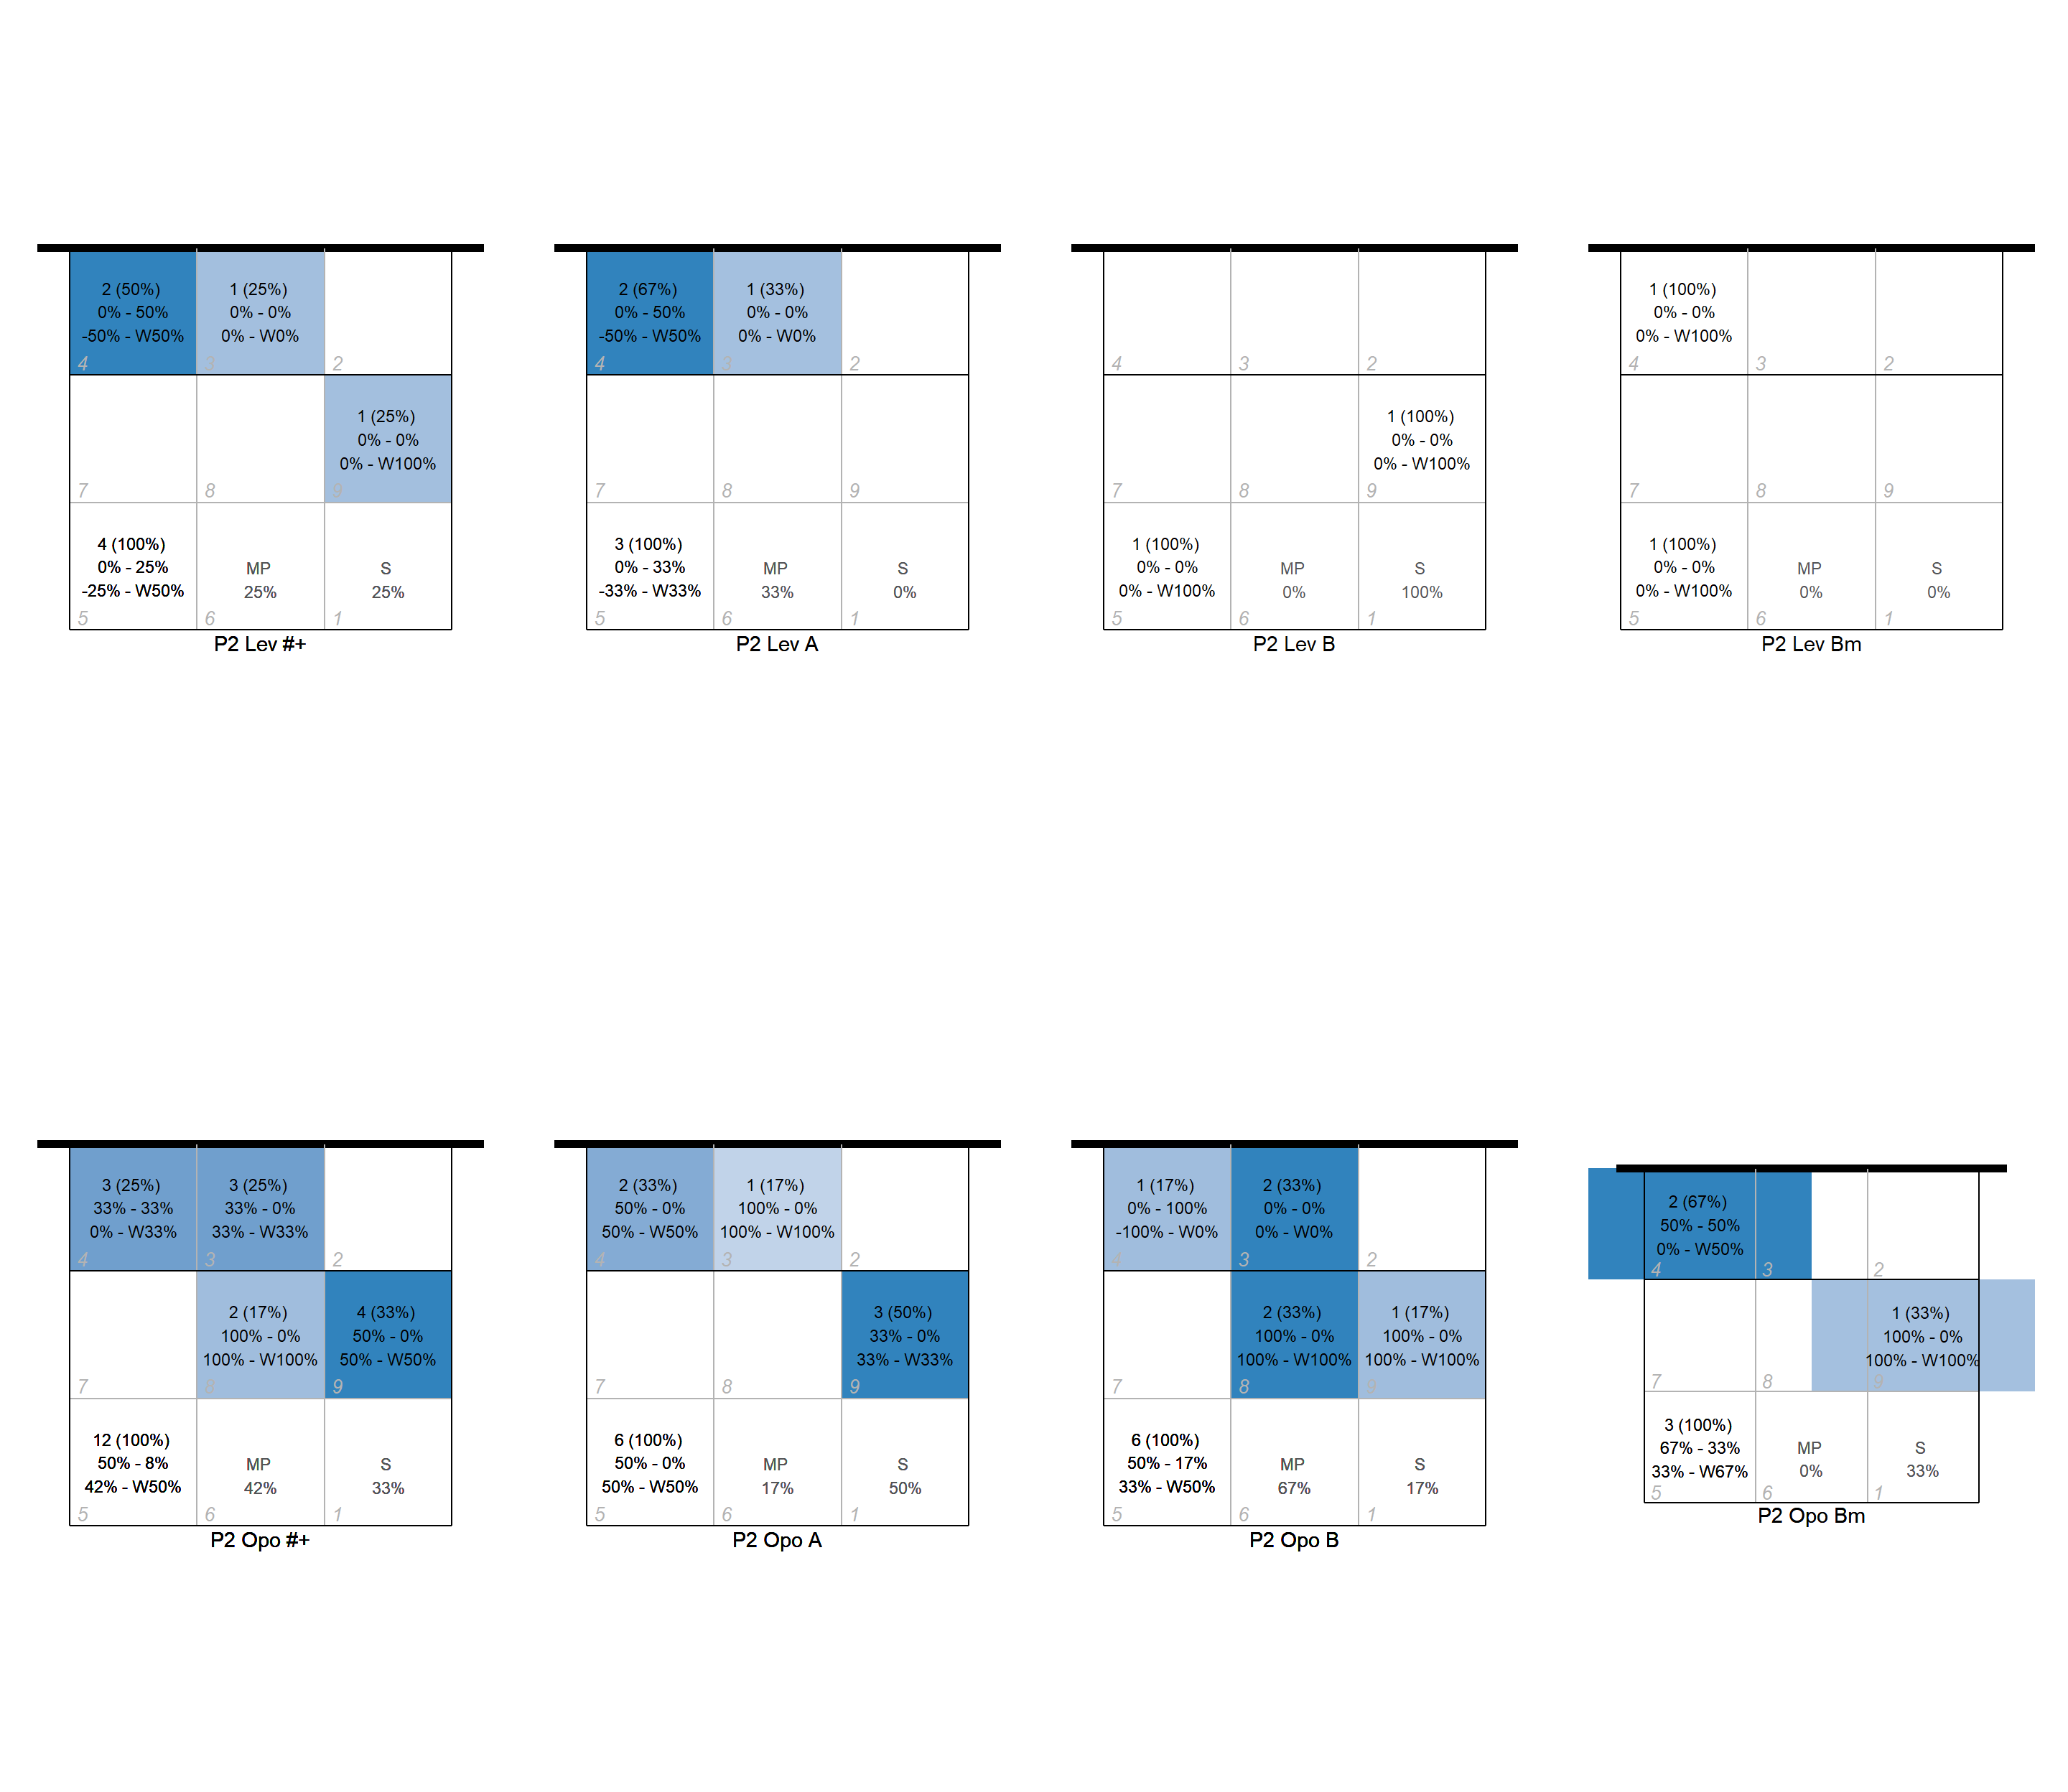 2 (50%)
0% - 50%
-50% - W50%
4
1 (25%)
0% - 0%
0% - W0%
3
2
7
8
1 (25%)
0% - 0%
0% - W100%
9
4 (100%)
0% - 25%
-25% - W50%
5
MP
25%
6
S
25%
1
P2 Lev #+
2 (67%)
0% - 50%
-50% - W50%
4
1 (33%)
0% - 0%
0% - W0%
3
2
7
8
9
3 (100%)
0% - 33%
-33% - W33%
5
MP
33%
6
S
0%
1
P2 Lev A
4
3
2
7
8
1 (100%)
0% - 0%
0% - W100%
9
1 (100%)
0% - 0%
0% - W100%
5
MP
0%
6
S
100%
1
P2 Lev B
1 (100%)
0% - 0%
0% - W100%
4
3
2
7
8
9
1 (100%)
0% - 0%
0% - W100%
5
MP
0%
6
S
0%
1
P2 Lev Bm
3 (25%)
33% - 33%
0% - W33%
4
3 (25%)
33% - 0%
33% - W33%
3
2
7
2 (17%)
100% - 0%
100% - W100%
8
4 (33%)
50% - 0%
50% - W50%
9
12 (100%)
50% - 8%
42% - W50%
5
MP
42%
6
S
33%
1
P2 Opo #+
2 (33%)
50% - 0%
50% - W50%
4
1 (17%)
100% - 0%
100% - W100%
3
2
7
8
3 (50%)
33% - 0%
33% - W33%
9
6 (100%)
50% - 0%
50% - W50%
5
MP
17%
6
S
50%
1
P2 Opo A
1 (17%)
0% - 100%
-100% - W0%
4
2 (33%)
0% - 0%
0% - W0%
3
2
7
2 (33%)
100% - 0%
100% - W100%
8
1 (17%)
100% - 0%
100% - W100%
9
6 (100%)
50% - 17%
33% - W50%
5
MP
67%
6
S
17%
1
P2 Opo B
2 (67%)
50% - 50%
0% - W50%
4
3
2
7
8
1 (33%)
100% - 0%
100% - W100%
9
3 (100%)
67% - 33%
33% - W67%
5
MP
0%
6
S
33%
1
P2 Opo Bm